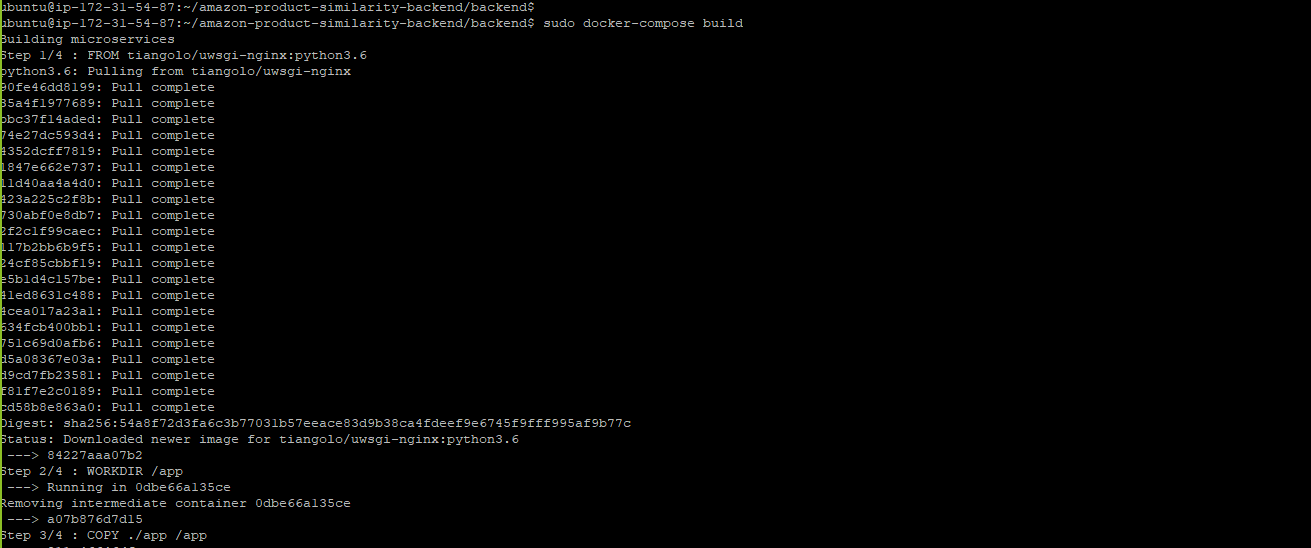 ubuntu@ip-172-31-54-87:~/amazon-product-similarity-backend/backend$
ubuntu@ip-172-31-54-87:~/amazon-product-similarity-backend/backend$ sudo docker-compose build
Building microservices
Step 1/4 : FROM tiangolo/uwsgi-nginx:python3.6
python3.6: Pulling from tiangolo/uwsgi-nginx
90fe46dd8199: Pull complete
35a4f1977689: Pull complete
bbc37f14aded: Pull complete
74e27dc593d4: Pull complete
4352dcff7819: Pull complete
1847e662e737: Pull complete
11d40aa4a4d0: Pull complete
423a225c2f8b: Pull complete
730abf0e8db7: Pull complete
2f2c1f99caec: Pull complete
117b2bb6b9f5: Pull complete
24cf85cbbf19: Pull complete
e5b1d4c157be: Pull complete
41ed8631c488: Pull complete
4cea017a23a1: Pull complete
634fcb400bb1: Pull complete
751c69d0afb6: Pull complete
d5a08367e03a: Pull complete
d9cd7fb23581: Pull complete
f81f7e2c0189: Pull complete
cd58b8e863a0: Pull complete
Digest: sha256:54a8f72d3fa6c3b77031b57eeace83d9b38ca4fdeef9e6745f9fff995af9b77c
Status: Downloaded newer image for tiangolo/uwsgi-nginx:python3.6
---> 84227aaa07b2
Step 2/4 : WORKDIR /app
---> Running in 0dbe66a135ce
Removing intermediate container 0dbe66a135ce
---> a07b876d7d15
Step 3/4 : COPY ./app /app